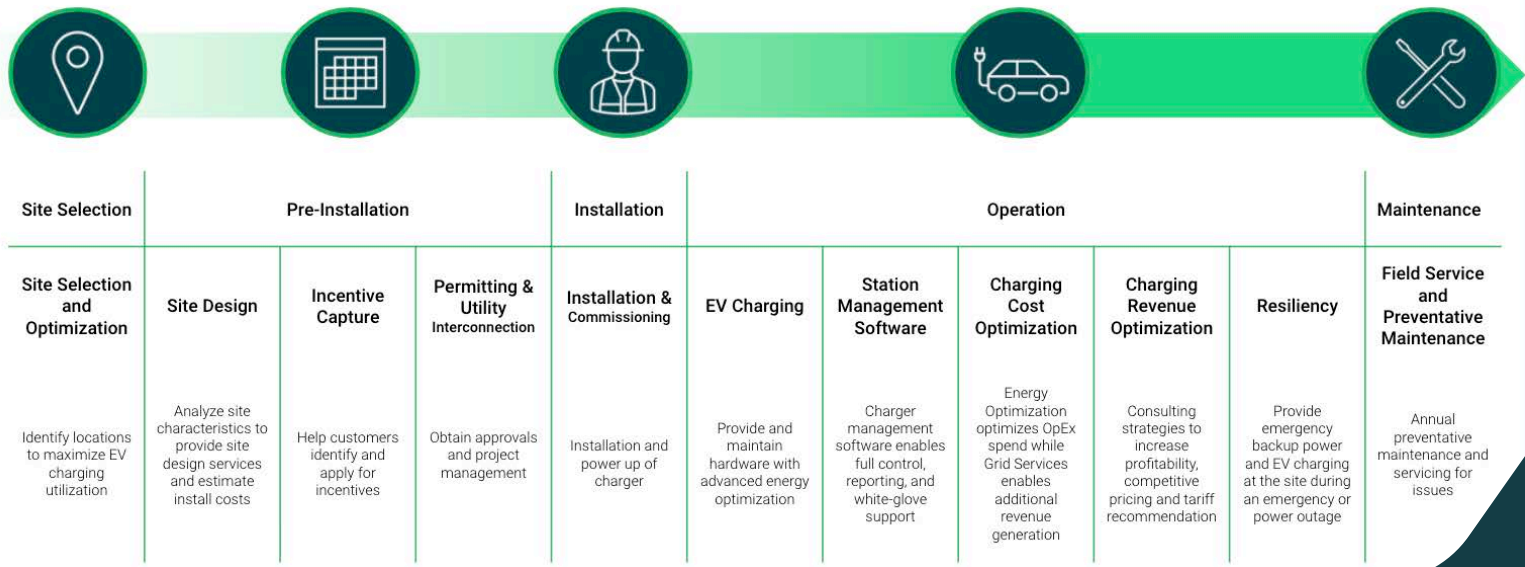 Site Selection
Pre-Installation
Installation
Operation
Maintenance
Site Selection
and
Optimization
Site Design
Incentive
Capture
Permitting &
Utility
Interconnection
Installation &
Commissioning
EV Charging
Station
Management
Software
Charging
Cost
Optimization
Charging
Revenue
Optimization
Resiliency
Field Service
and
Preventative
Maintenance
Identify locations
to maximize EV
charging
utilization
Analyze site
characteristics to
provide site
design services
and estimate
install costs
Help customers
identify and
apply for
incentives
Obtain approvals
and project
management
Installation and
power up of
charger
Provide and
maintain
hardware with
advanced energy
optimization
Charger
management
software enables
full control,
reporting, and
white-glove
support
Energy
Optimization
optimizes OpEx
spend while
Grid Services
enables
additional
revenue
generation
Consulting
strategies to
increase
profitability,
competitive
pricing and tariff
recommendation
Provide
emergency
backup power
and EV charging
at the site during
an emergency or
power outage
Annual
preventative
maintenance and
servicing for
issues